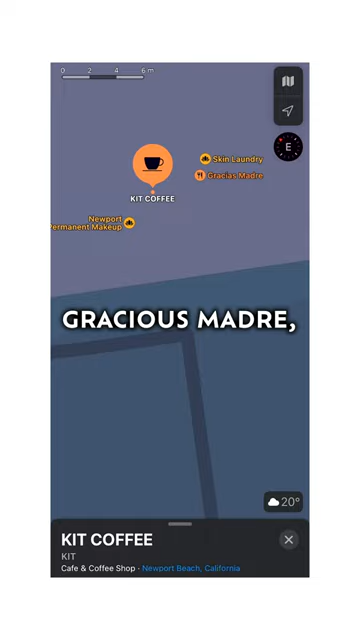 0 2 4 6 m
E
Skin Laundry
Gracias Madre
KIT COFFEE
Newport
Permanent Makeup
GRACIOUS MADRE,
20°
KIT COFFEE
KIT
Cafe & Coffee Shop · Newport Beach, California